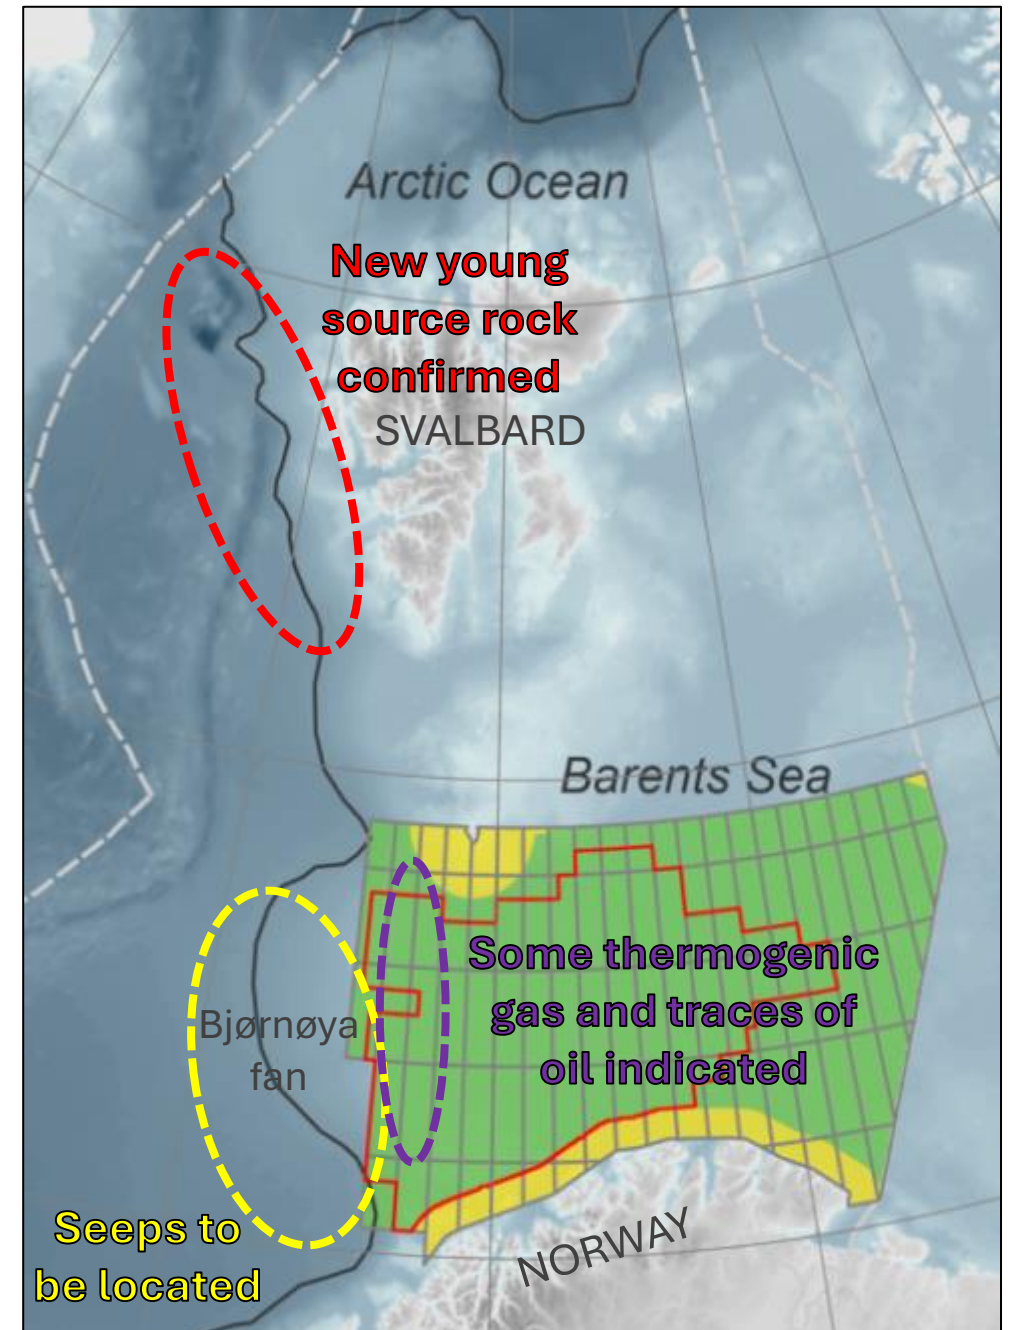 Arctic Ocean
New young
source rock
confirmed
SVALBARD
Barents Sea
Some thermogenic
gas and traces of
oil indicated
Bjørnøya
fan
Seeps to
be located
NORWAY